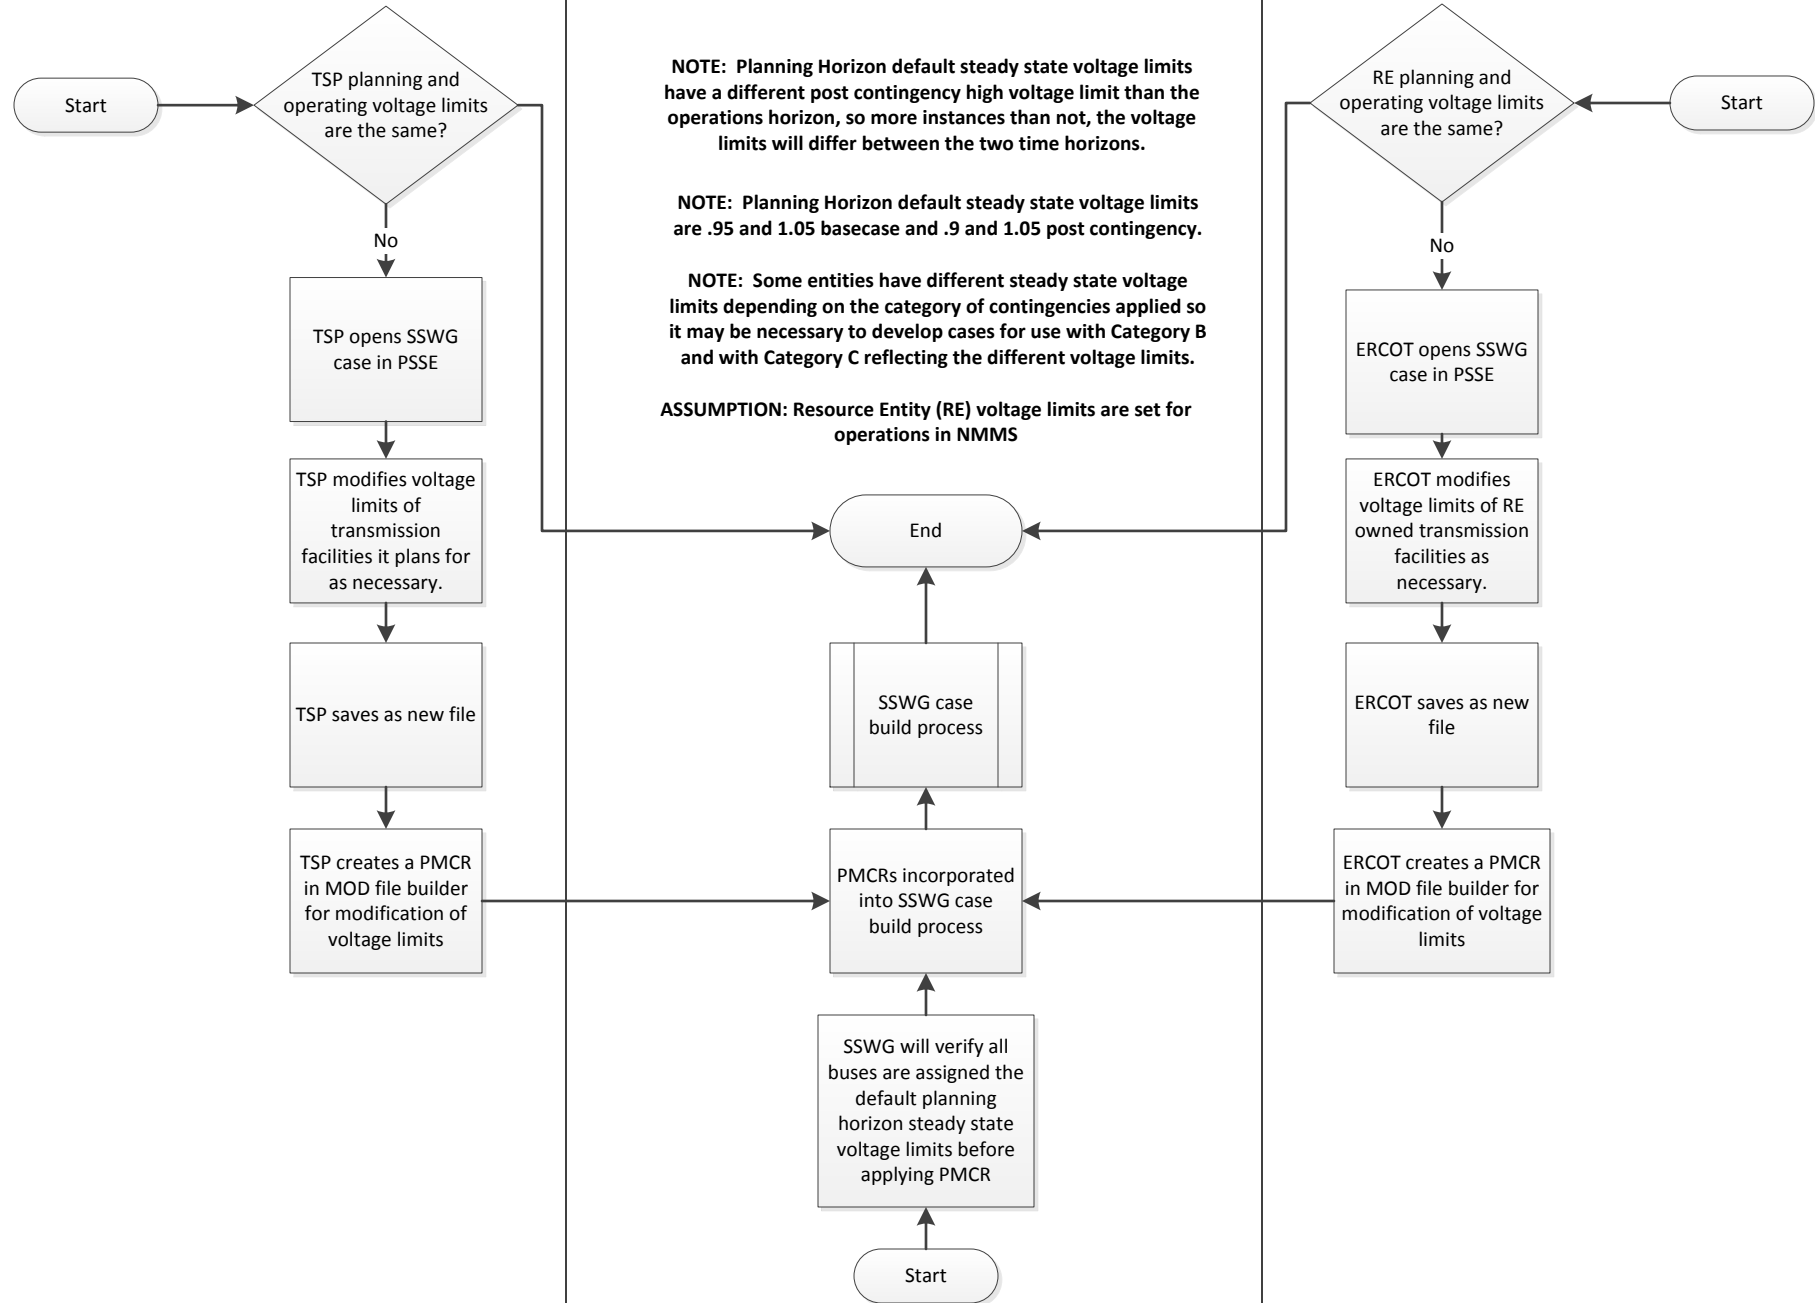 Start
TSP planning and
operating voltage limits
are the same?
No
TSP opens SSWG
case in PSSE
TSP modifies voltage
limits of
transmission
facilities it plans for
as necessary.
TSP saves as new file
TSP creates a PMCR
in MOD file builder
for modification of
voltage limits
NOTE:  Planning Horizon default steady state voltage limits
have a different post contingency high voltage limit than the
operations horizon, so more instances than not, the voltage
limits will differ between the two time horizons.
NOTE:  Planning Horizon default steady state voltage limits
are .95 and 1.05 basecase and .9 and 1.05 post contingency.
NOTE:  Some entities have different steady state voltage
limits depending on the category of contingencies applied so
it may be necessary to develop cases for use with Category B
and with Category C reflecting the different voltage limits.
ASSUMPTION: Resource Entity (RE) voltage limits are set for
operations in NMMS
End
SSWG case
build process
PMCRs incorporated
into SSWG case
build process
SSWG will verify all
buses are assigned the
default planning
horizon steady state
voltage limits before
applying PMCR
Start
RE planning and
operating voltage limits
are the same?
Start
No
ERCOT opens SSWG
case in PSSE
ERCOT modifies
voltage limits of RE
owned transmission
facilities as
necessary.
ERCOT saves as new
file
ERCOT creates a PMCR
in MOD file builder for
modification of voltage
limits